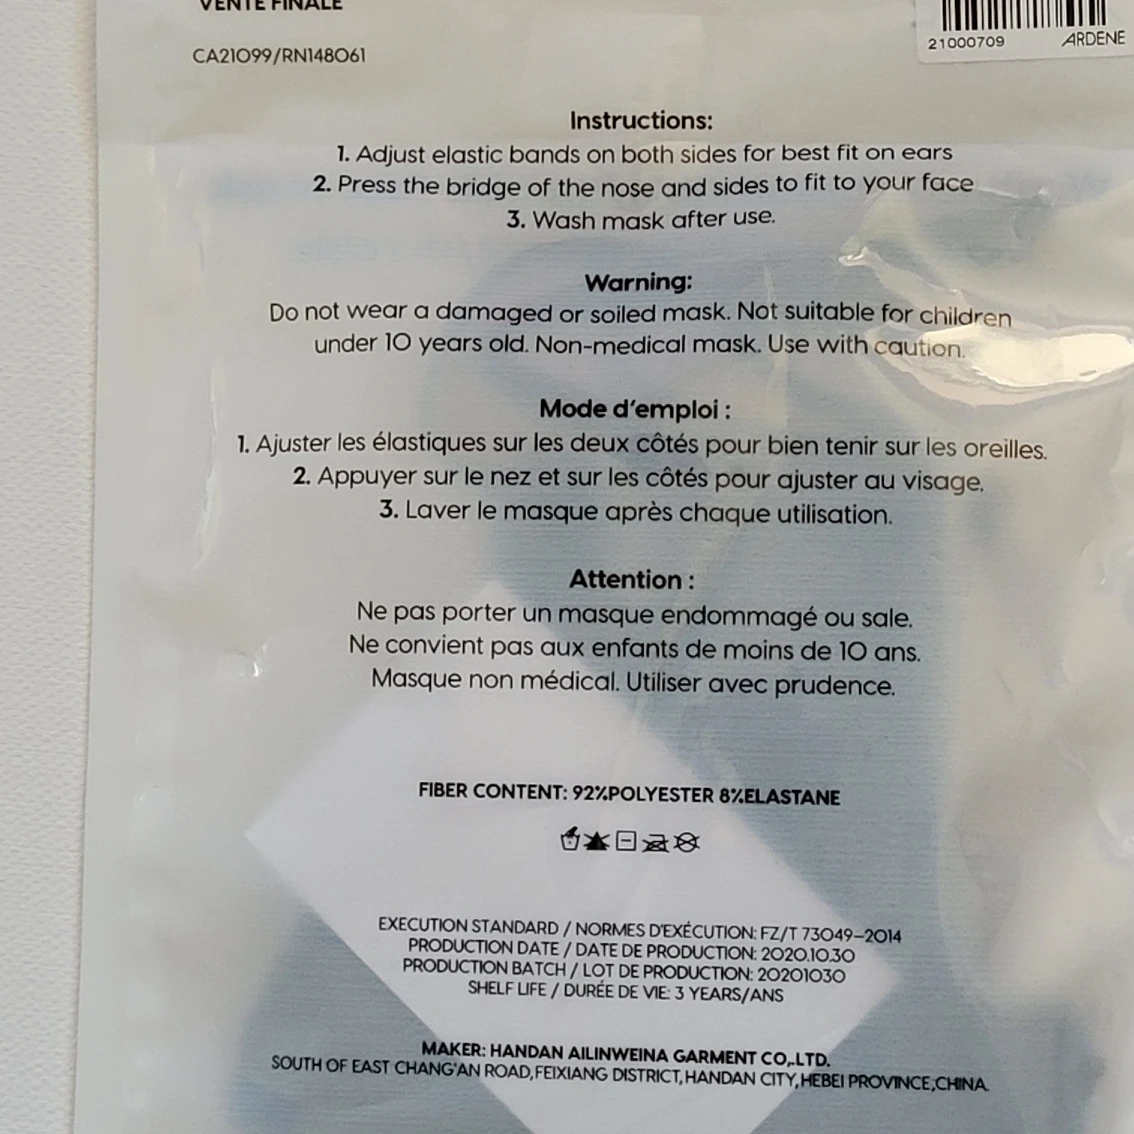 VENTE FINALE
CA21099/RN148061
21000709 ARDENE
Instructions:
1. Adjust elastic bands on both sides for best fit on ears
2. Press the bridge of the nose and sides to fit to your face
3. Wash mask after use.
Warning:
Do not wear a damaged or soiled mask. Not suitable for children
under 10 years old. Non-medical mask. Use with caution.
Mode d'emploi :
1. Ajuster les élastiques sur les deux côtés pour bien tenir sur les oreilles.
2. Appuyer sur le nez et sur les côtés pour ajuster au visage.
3. Laver le masque après chaque utilisation.
Attention :
Ne pas porter un masque endommagé ou sale.
Ne convient pas aux enfants de moins de 10 ans.
Masque non médical. Utiliser avec prudence.
FIBER CONTENT: 92%POLYESTER 8%ELASTANE
EXECUTION STANDARD / NORMES D'EXÉCUTION: FZ/T 73049-2014
PRODUCTION DATE / DATE DE PRODUCTION: 2020.10.30
PRODUCTION BATCH / LOT DE PRODUCTION: 20201030
SHELF LIFE / DURÉE DE VIE: 3 YEARS/ANS
MAKER: HANDAN AILINWEINA GARMENT CO,.LTD.
SOUTH OF EAST CHANG'AN ROAD,FEIXIANG DISTRICT,HANDAN CITY,HEBEI PROVINCE,CHINA.